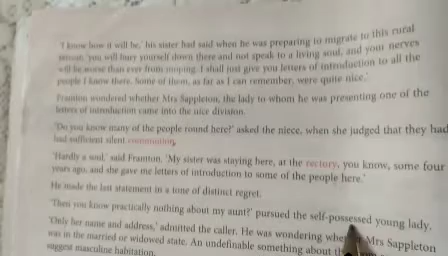 'I know how it will be,' his sister had said when he was preparing to migrate to this rural
retreat; 'you will bury yourself down there and not speak to a living soul, and your nerves
will be worse than ever from moping. I shall just give you letters of introduction to all the
people I know there. Some of them, as far as I can remember, were quite nice.'
Framton wondered whether Mrs Sappleton, the lady to whom he was presenting one of the
letters of introduction came into the nice division.
'Do you know many of the people round here?' asked the niece, when she judged that they had
had sufficient silent communion.
'Hardly a soul,' said Framton. 'My sister was staying here, at the rectory, you know, some four
years ago, and she gave me letters of introduction to some of the people here.'
He made the last statement in a tone of distinct regret.
'Then you know practically nothing about my aunt?' pursued the self-possessed young lady.
'Only her name and address,' admitted the caller. He was wondering Mrs Sappleton
was in the married or widowed state. An undefinable something about
suggest masculine habitation.